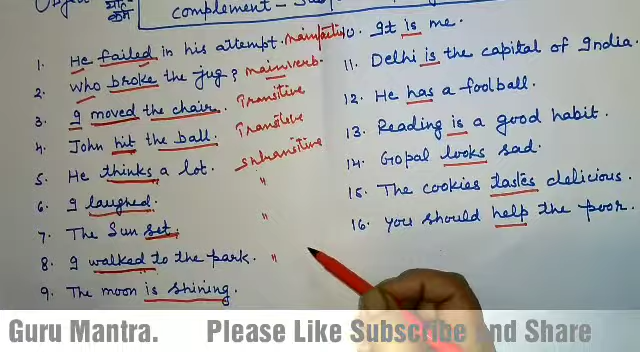 Object
complement -
1. He failed in his attempt.
2. Who broke the jug? main verb.
3. I moved the chair. Transitive
4. John hit the ball. Transitive
5. He thinks a lot. Intransitive
6. I laughed. "
7. The Sun set. "
8. I walked to the park. "
9. The moon is shining.
10. It is me.
11. Delhi is the capital of India.
12. He has a football.
13. Reading is a good habit.
14. Gopal looks sad.
15. The cookies tastes delicious.
16. You should help the poor.
Guru Mantra. Please Like Subscribe and Share